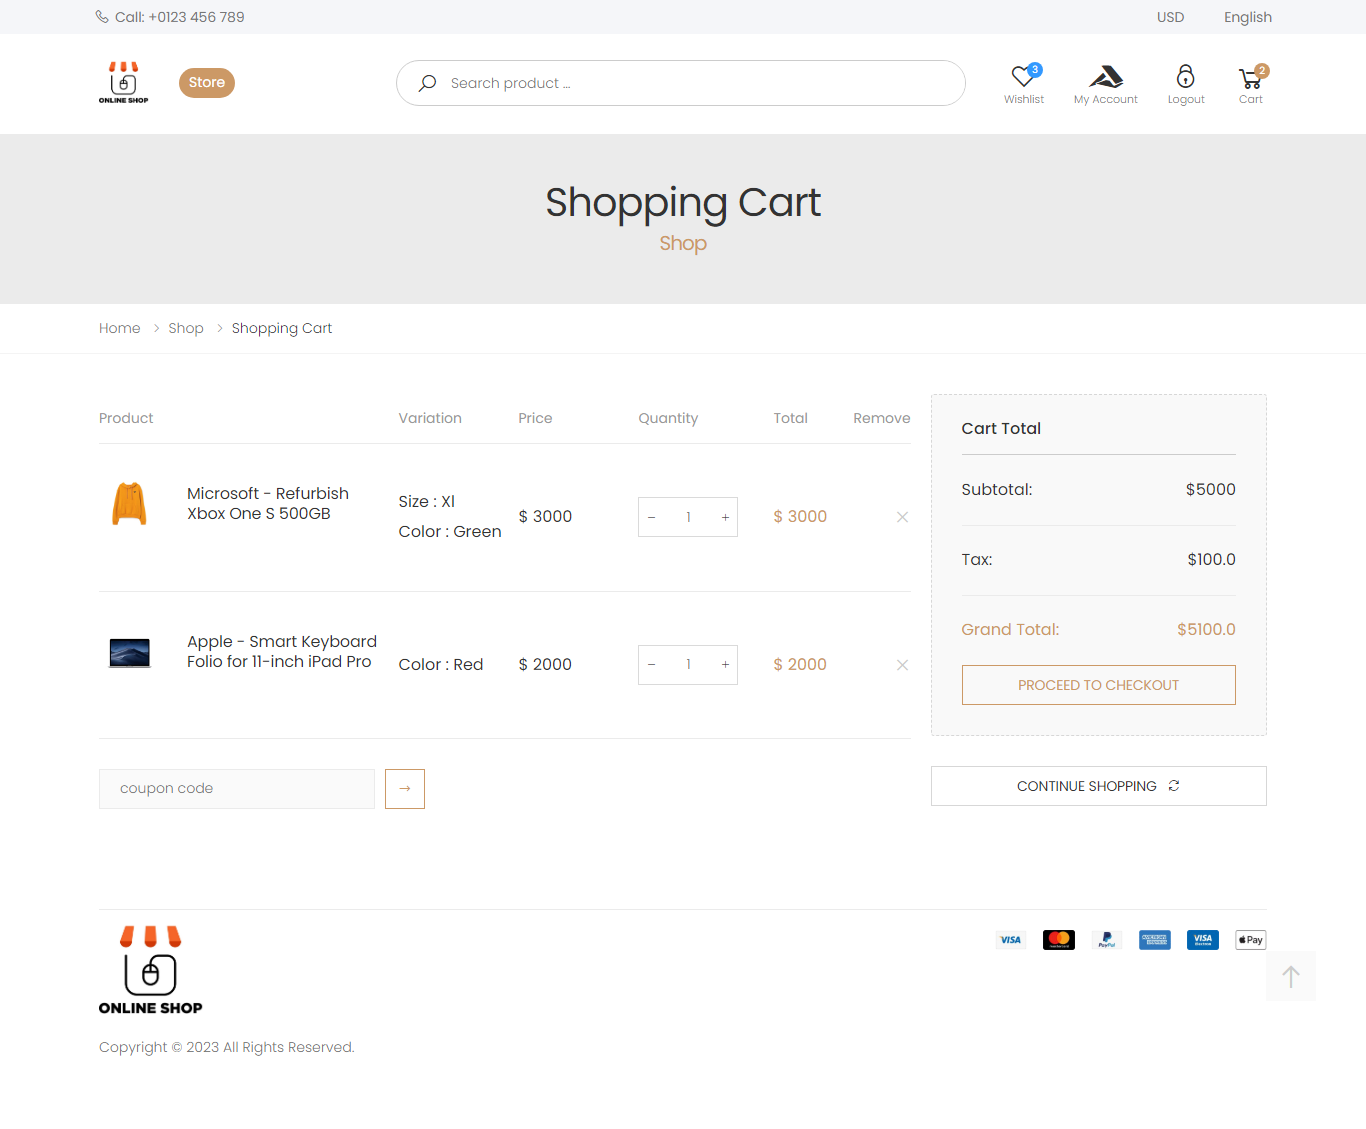 Call: +0123 456 789
USD
English
ONLINE SHOP
Store
Search product ...
3
Wishlist
My Account
Logout
2
Cart
Shopping Cart
Shop
Home > Shop > Shopping Cart
Product Variation Price Quantity Total Remove
Microsoft - Refurbish
Xbox One S 500GB
Size : Xl
Color : Green
$ 3000
− 1 +
$ 3000
×
Apple - Smart Keyboard
Folio for 11-inch iPad Pro
Color : Red
$ 2000
− 1 +
$ 2000
×
coupon code
→
Cart Total
Subtotal: $5000
Tax: $100.0
Grand Total: $5100.0
PROCEED TO CHECKOUT
CONTINUE SHOPPING
ONLINE SHOP
VISA
PayPal
VISA
Pay
Copyright © 2023 All Rights Reserved.